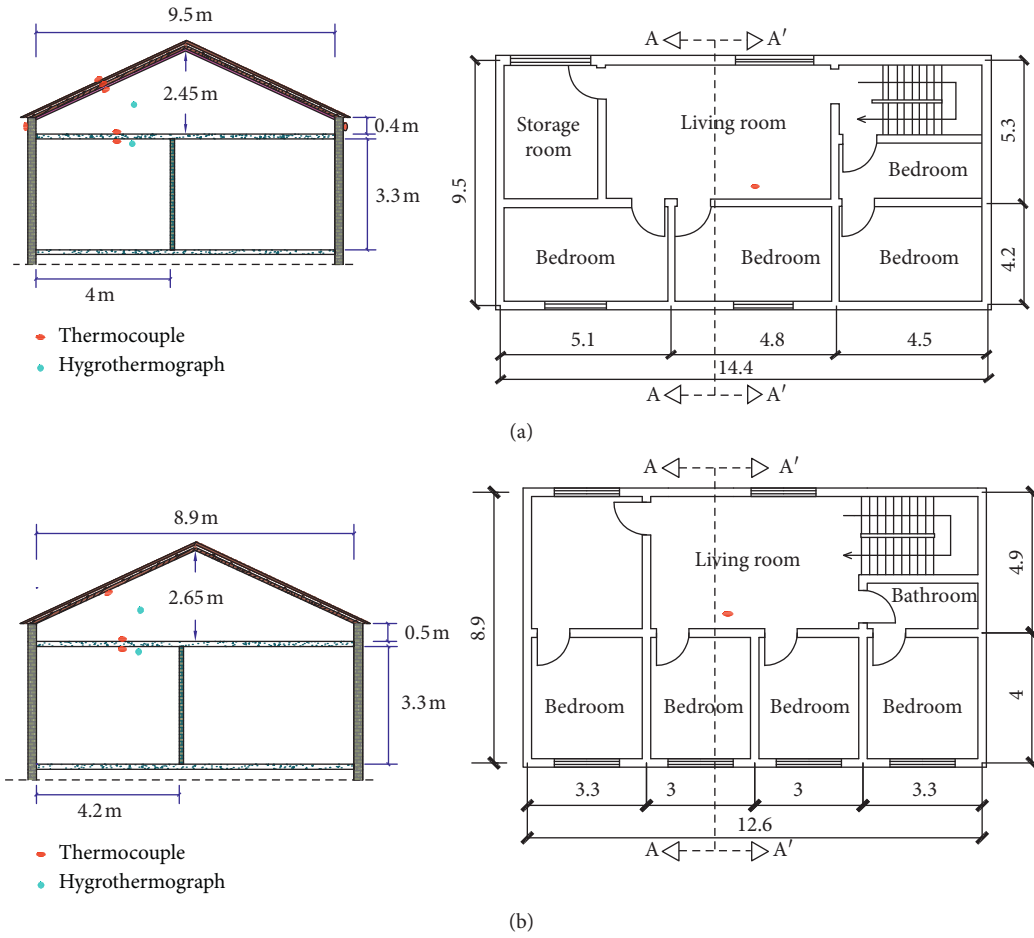 9.5 m
2.45 m
0.4 m
3.3 m
4 m
Thermocouple
Hygrothermograph
A A′
Storage
room
Living room
Bedroom
Bedroom
Bedroom
Bedroom
9.5
5.3
4.2
5.1
4.8
4.5
14.4
A A′
(a)
8.9 m
2.65 m
0.5 m
3.3 m
4.2 m
Thermocouple
Hygrothermograph
A A′
Living room
Bathroom
Bedroom
Bedroom
Bedroom
Bedroom
8.9
4.9
4
3.3
3
3
3.3
12.6
A A′
(b)